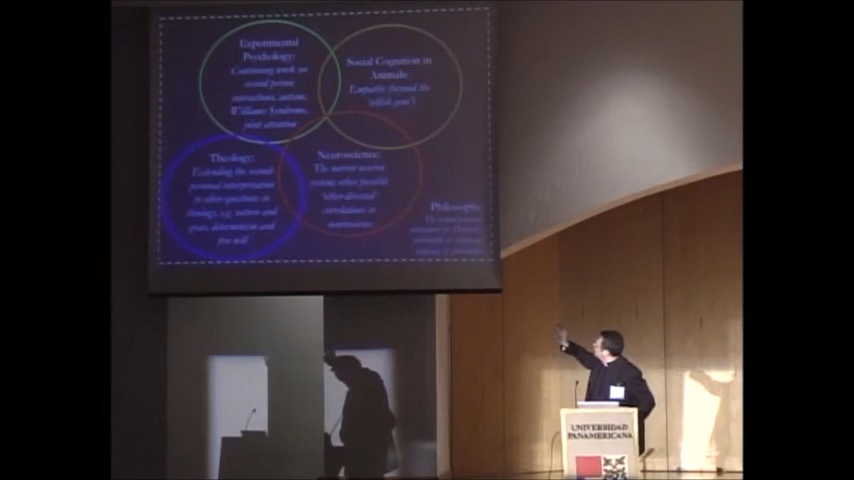 Experimental
Psychology:
Continuing work on
second person
interactions, autism,
Williams Syndrome,
joint attention
Social Cognition in
Animals:
Empathy (beyond the
'selfish gene')
Theology:
Extending the second-
personal interpretation
to other questions in
theology, e.g. nature and
grace, determinism and
free will
Neuroscience:
The mirror neuron
system; other possible
'other-directed'
correlations in
neuroscience
Philosophy:
UNIVERSIDAD
PANAMERICANA